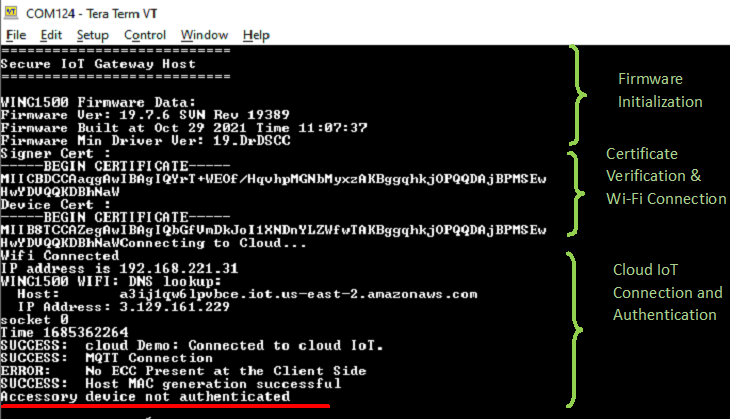 COM124 - Tera Term VT
File Edit Setup Control Window Help
==============================
Secure IoT Gateway Host
==============================
WINC1500 Firmware Data:
Firmware Ver: 19.7.6 SVN Rev 19389
Firmware Built at Oct 29 2021 Time 11:07:37
Firmware Min Driver Ver: 19.DrDSCC
Signer Cert :
-----BEGIN CERTIFICATE-----
MIICBDCCAaqgAwIBAgIQYrT+WEOf/HqvhpMGNbMyxzAKBggqhkjOPQQDAjBPMSEw
HwYDVQQKDBhNaW
Device Cert :
-----BEGIN CERTIFICATE-----
MIIB8TCCAZegAwIBAgIQbGfVmDkJoI1XNDnYLZWfwTAKBggqhkjOPQQDAjBPMSEw
HwYDVQQKDBhNaWConnecting to Cloud...
Wifi Connected
IP address is 192.168.221.31
WINC1500 WIFI: DNS lookup:
Host: a3ij1qw6lpvbce.iot.us-east-2.amazonaws.com
IP Address: 3.129.161.229
socket 0
Time 1685362264
SUCCESS: cloud Demo: Connected to cloud IoT.
SUCCESS: MQTT Connection
ERROR: No ECC Present at the Client Side
SUCCESS: Host MAC generation successful
Accessory device not authenticated
Firmware
Initialization
Certificate
Verification &
Wi-Fi Connection
Cloud IoT
Connection and
Authentication